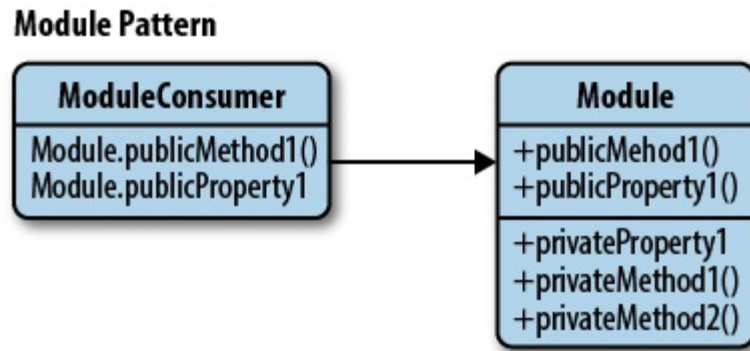 Module Pattern
ModuleConsumer
Module.publicMethod1()
Module.publicProperty1
Module
+publicMehod1()
+publicProperty1()
+privateProperty1
+privateMethod1()
+privateMethod2()